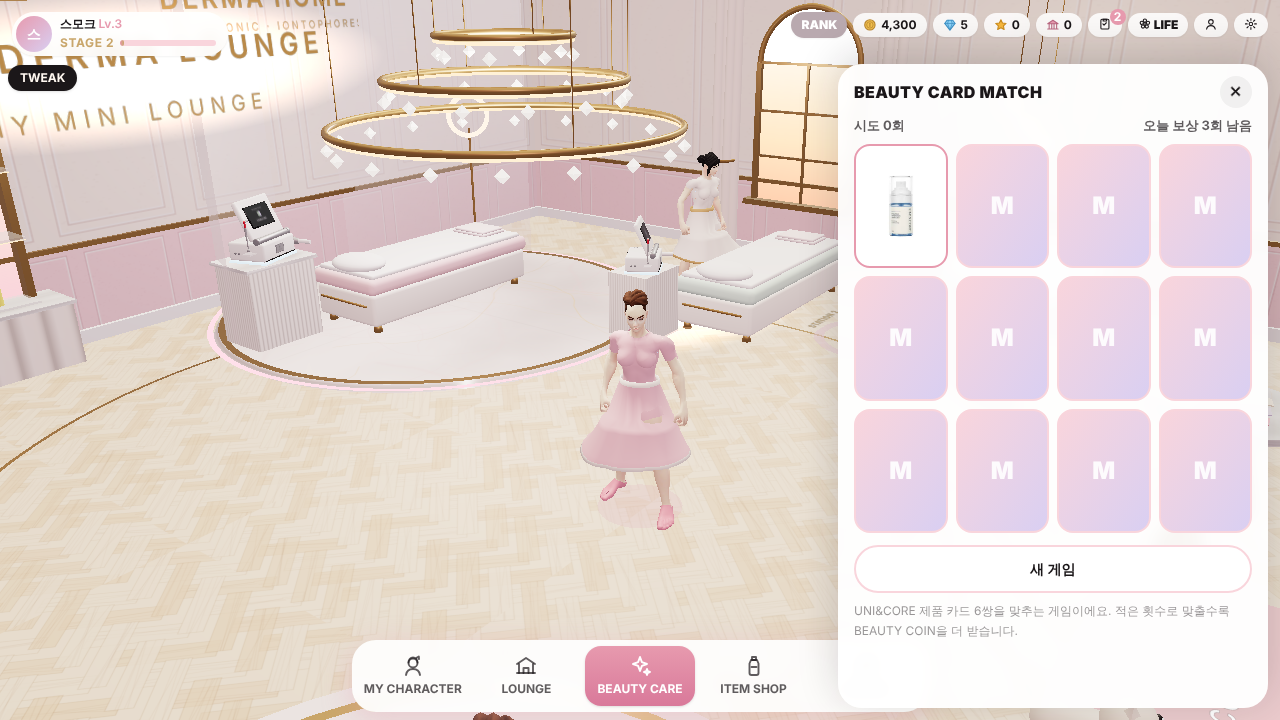 스모크 Lv.3
STAGE 2
RANK
4,300
5
0
0
2
LIFE
TWEAK
DERMA HOME
DERMA LOUNGE
MINI LOUNGE
BEAUTY CARD MATCH
시도 0회
오늘 보상 3회 남음
M M M
M M M M
M M M M
새 게임
UNI&CORE 제품 카드 6쌍을 맞추는 게임이에요. 적은 횟수로 맞출수록
BEAUTY COIN을 더 받습니다.
MY CHARACTER
LOUNGE
BEAUTY CARE
ITEM SHOP